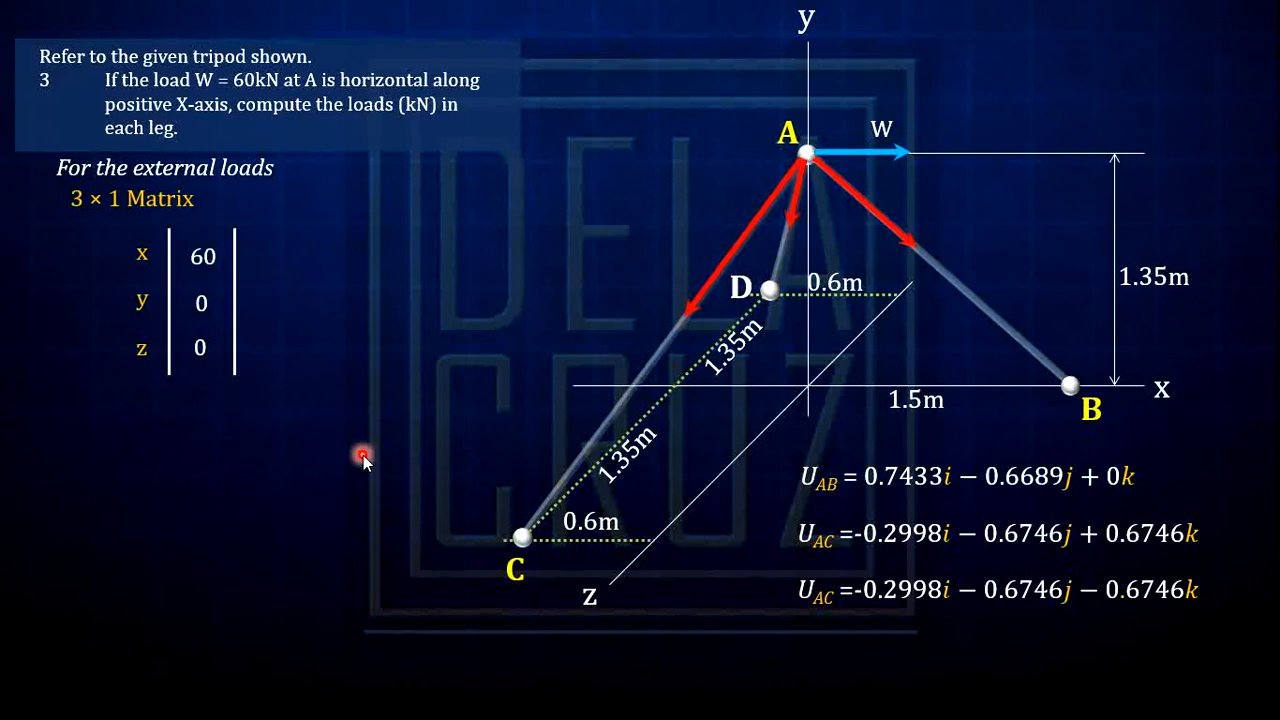 Refer to the given tripod shown.
3 If the load W = 60kN at A is horizontal along
positive X-axis, compute the loads (kN) in
each leg.
For the external loads
3 × 1 Matrix
x 60
y 0
z 0
y
A
W
D
0.6m
1.35m
1.35m
x
1.5m
B
1.35m
0.6m
C
z
U_AB = 0.7433i − 0.6689j + 0k
U_AC =-0.2998i − 0.6746j + 0.6746k
U_AC =-0.2998i − 0.6746j − 0.6746k
DELA
CRUZ